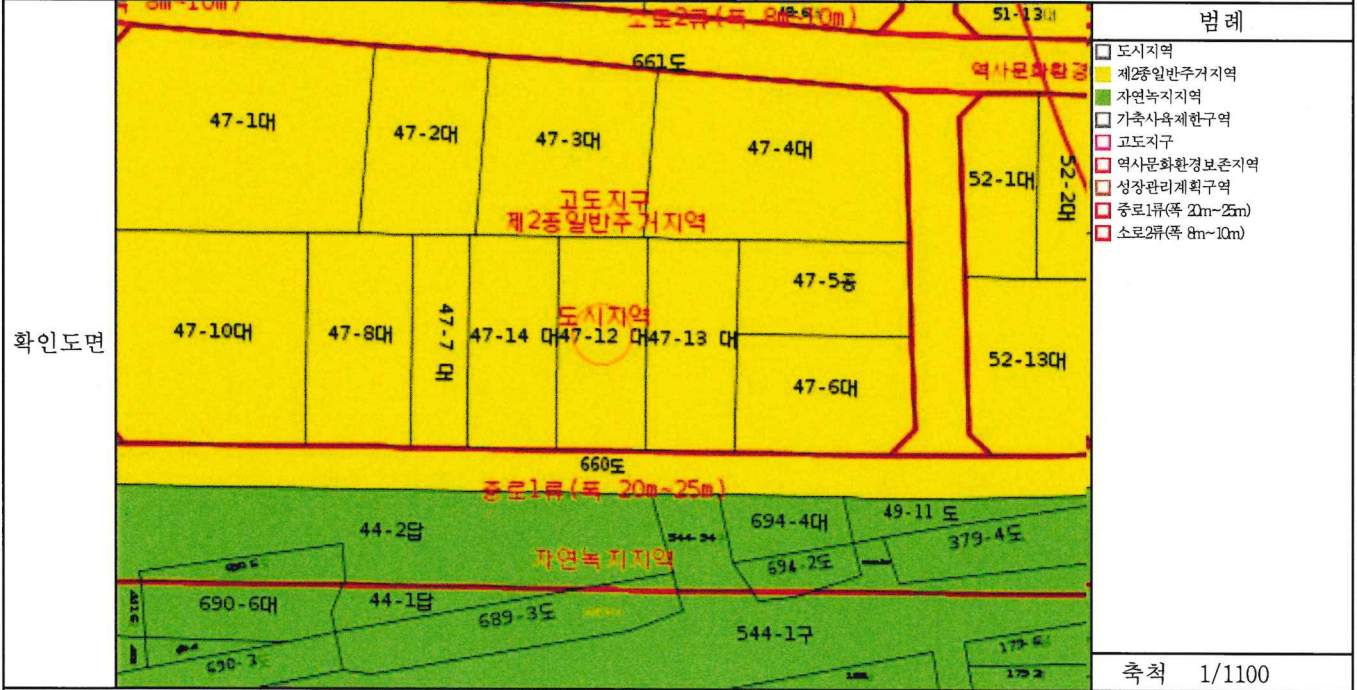 8m~10m)
소로2류(폭 8m~10m)
51-13대
661도
역사문화환경
47-1대
47-2대
47-3대
47-4대
52-1대
52-2대
고도지구
제2종일반주거지역
47-5종
47-10대
47-8대
47-7 대
47-14 대
도시지역
47-12 대
47-13 대
47-6대
52-13대
660도
중로1류(폭 20m~25m)
44-2답
694-4대
49-11 도
379-4도
자연녹지지역
694-2도
690-6대
44-1답
689-3도
544-1구
690-3도
179-2
확인도면
범례
도시지역
제2종일반주거지역
자연녹지지역
가축사육제한구역
고도지구
역사문화환경보존지역
성장관리계획구역
중로1류(폭 20m~25m)
소로2류(폭 8m~10m)
축척 1/1100